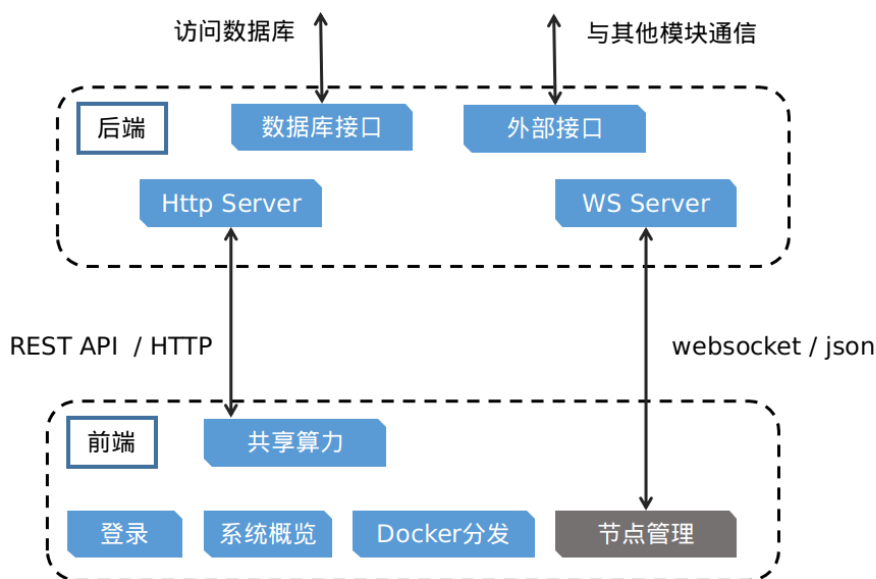 访问数据库
与其他模块通信
后端
数据库接口
外部接口
Http Server
WS Server
REST API / HTTP
websocket / json
前端
共享算力
登录
系统概览
Docker分发
节点管理